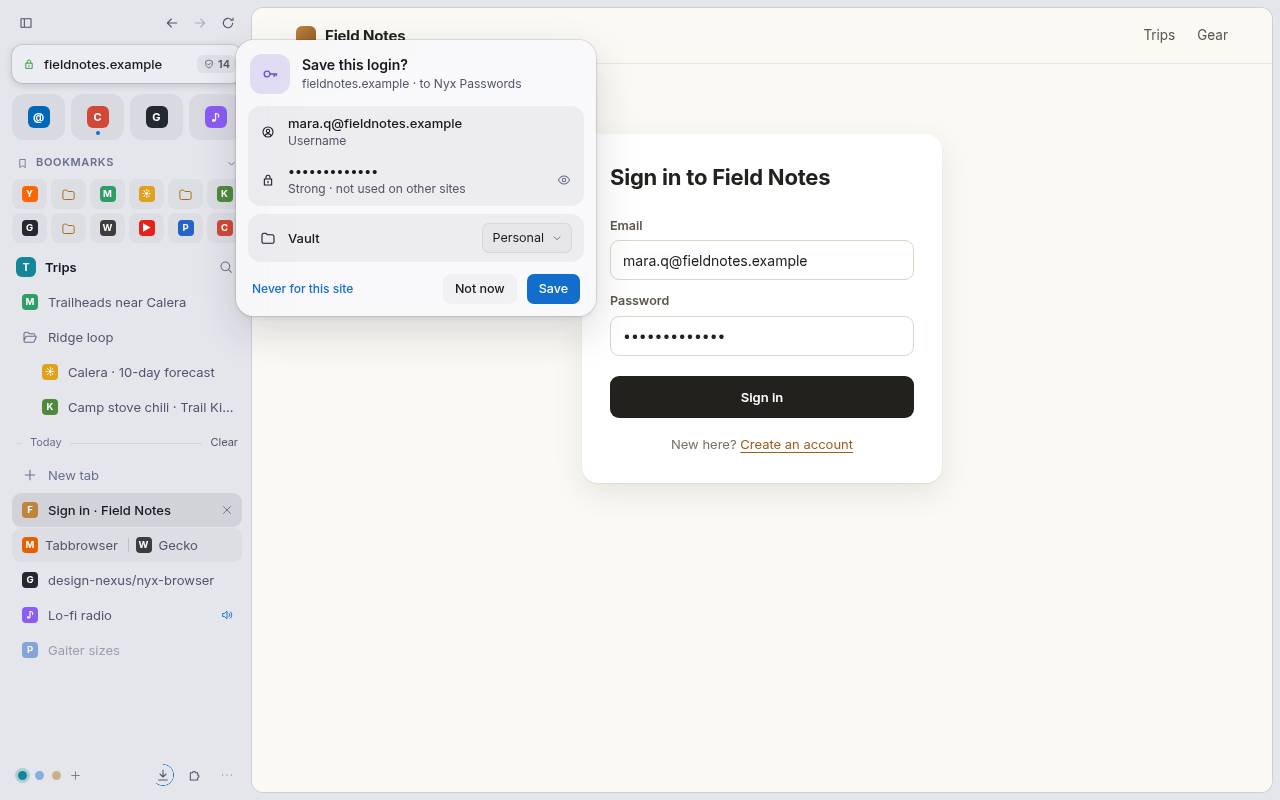 fieldnotes.example
14
@
C
G
BOOKMARKS
Y
M
K
G
W
P
C
T
Trips
M
Trailheads near Calera
Ridge loop
Calera · 10-day forecast
K
Camp stove chili · Trail Ki...
Today
Clear
New tab
F
Sign in · Field Notes
M
Tabbrowser
W
Gecko
G
design-nexus/nyx-browser
Lo-fi radio
P
Gaiter sizes
Field Notes
Trips
Gear
Save this login?
fieldnotes.example · to Nyx Passwords
mara.q@fieldnotes.example
Username
•••••••••••••
Strong · not used on other sites
Vault
Personal
Never for this site
Not now
Save
Sign in to Field Notes
Email
mara.q@fieldnotes.example
Password
•••••••••••••
Sign in
New here? Create an account